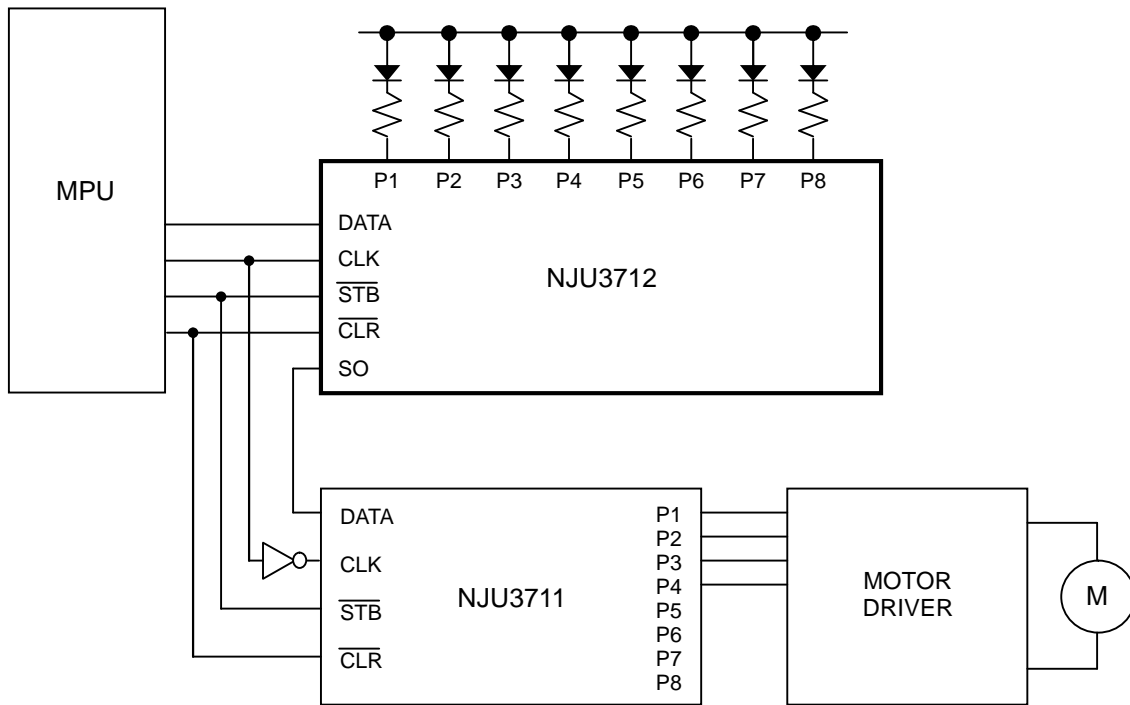 MPU
P1 P2 P3 P4 P5 P6 P7 P8
DATA
CLK
STB
CLR
SO
NJU3712
DATA
CLK
STB
CLR
NJU3711
P1
P2
P3
P4
P5
P6
P7
P8
MOTOR
DRIVER
M